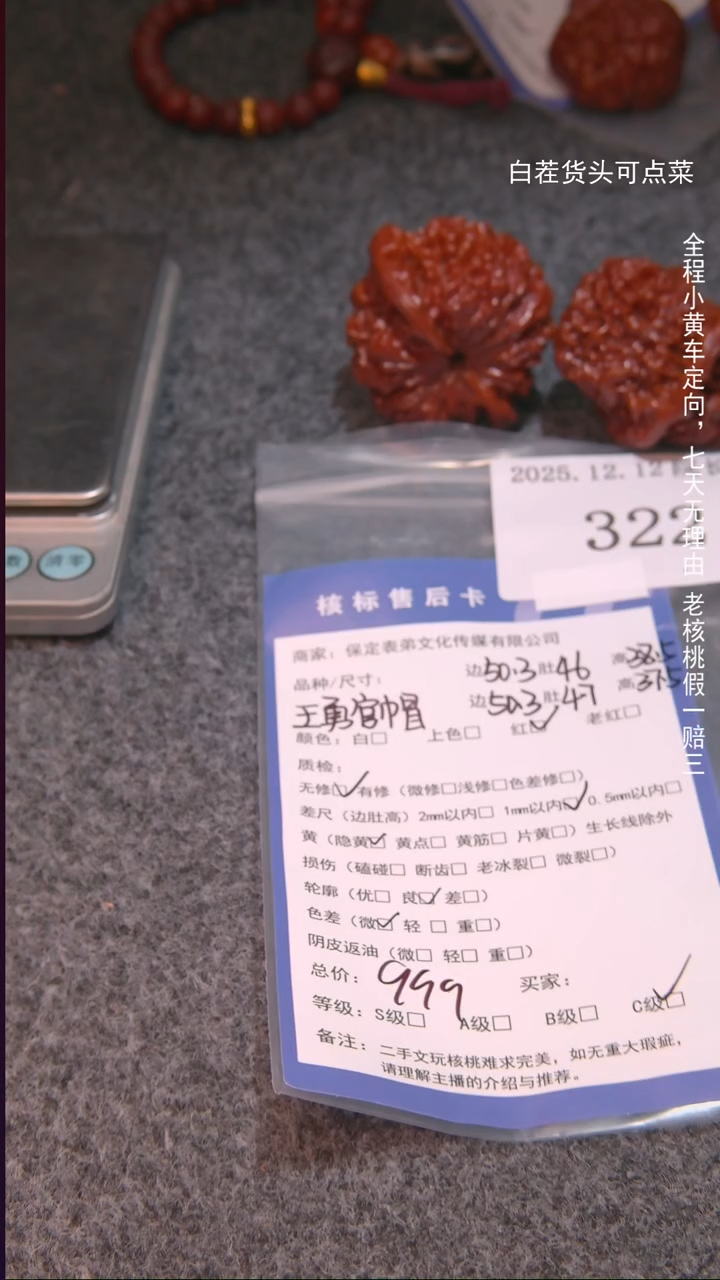 白茬货头可点菜
全程小黄车定向，七天无理由 老核桃假一赔三
2025.12.12
322
清零
核标售后卡
商家：保定表弟文化传媒有限公司
品种/尺寸： 边50.3肚46 高38.5
王勇官帽 边50.3肚47 高37.5
颜色：白□ 上色□ 红☑ 老红□
质检：
无修☑有修（微修□浅修□色差修□）
差尺（边肚高）2mm以内□ 1mm以内☑ 0.5mm以内□
黄（隐黄☑ 黄点□ 黄筋□ 片黄□）生长线除外
损伤（磕碰□ 断齿□ 老冰裂□ 微裂□）
轮廓（优□ 良☑ 差□）
色差（微☑ 轻□ 重□）
阴皮返油（微□ 轻□ 重□）
总价：999 买家：
等级：S级□ A级□ B级□ C级☑
备注：二手文玩核桃难求完美，如无重大瑕疵，
请理解主播的介绍与推荐。